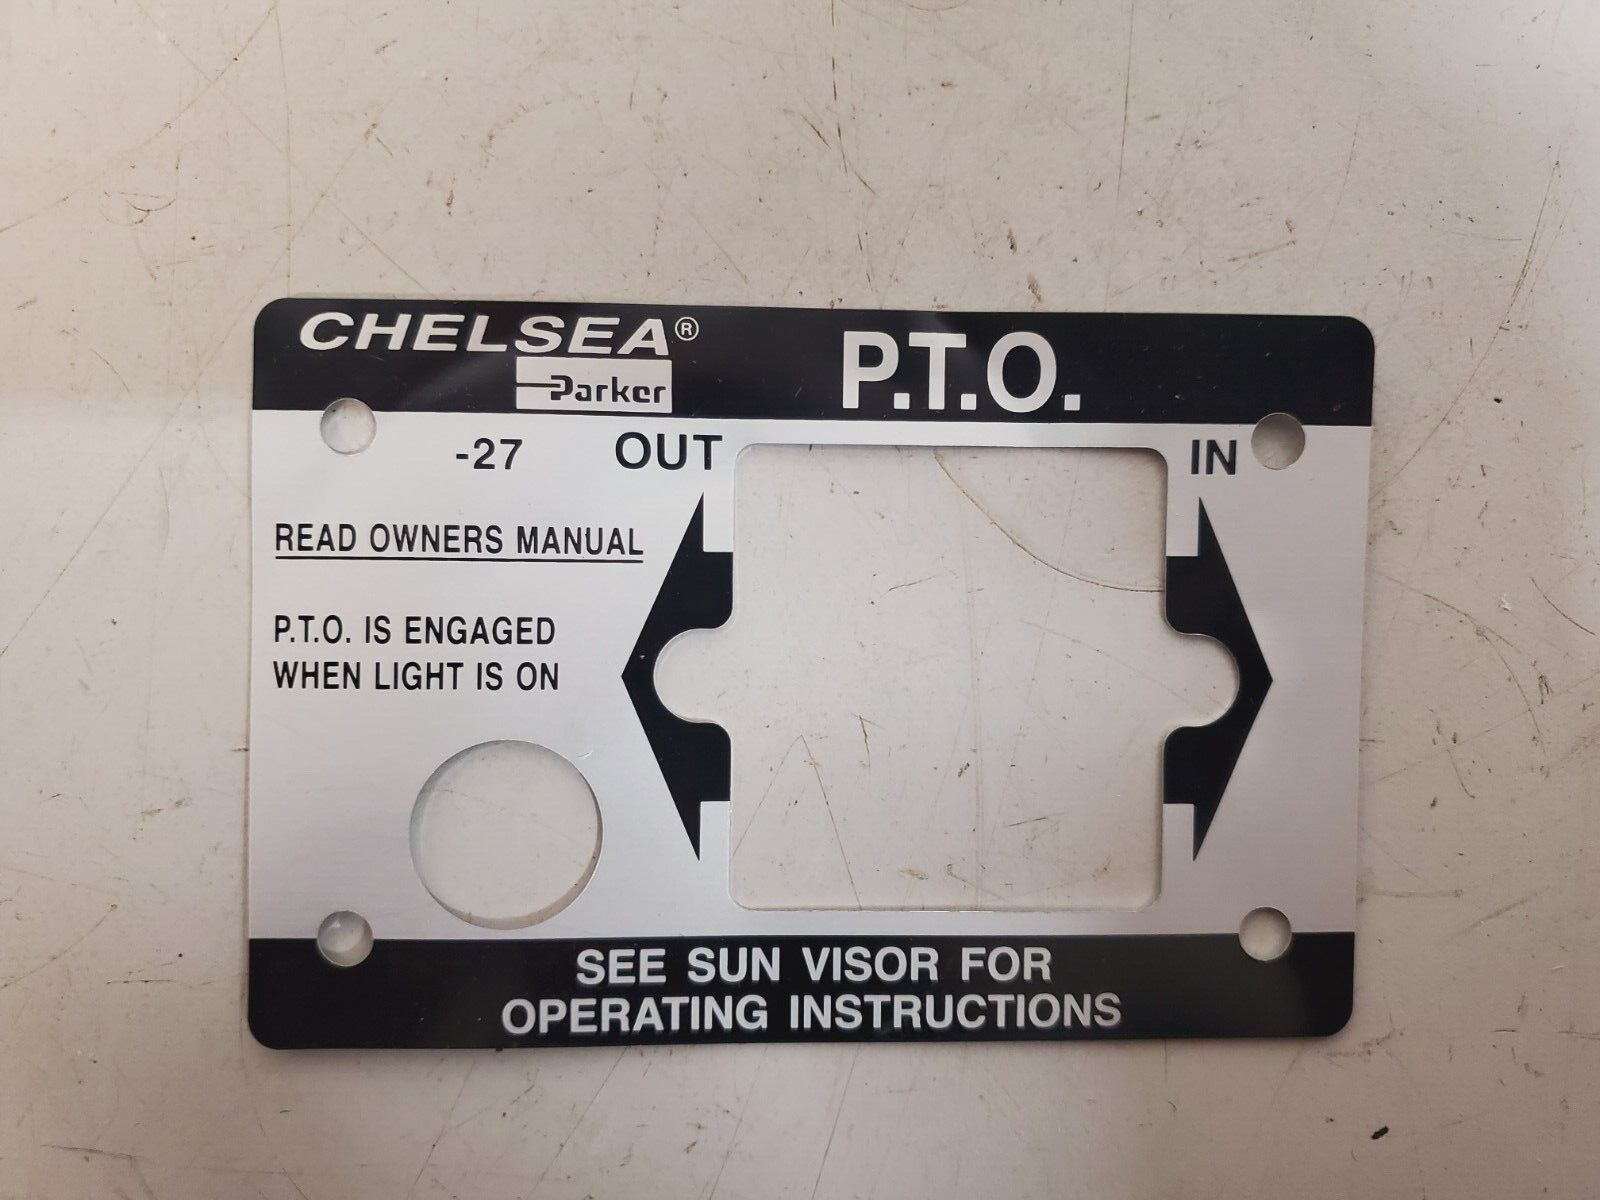 CHELSEA®
Parker
P.T.O.
-27
OUT
IN
READ OWNERS MANUAL
P.T.O. IS ENGAGED
WHEN LIGHT IS ON
SEE SUN VISOR FOR
OPERATING INSTRUCTIONS